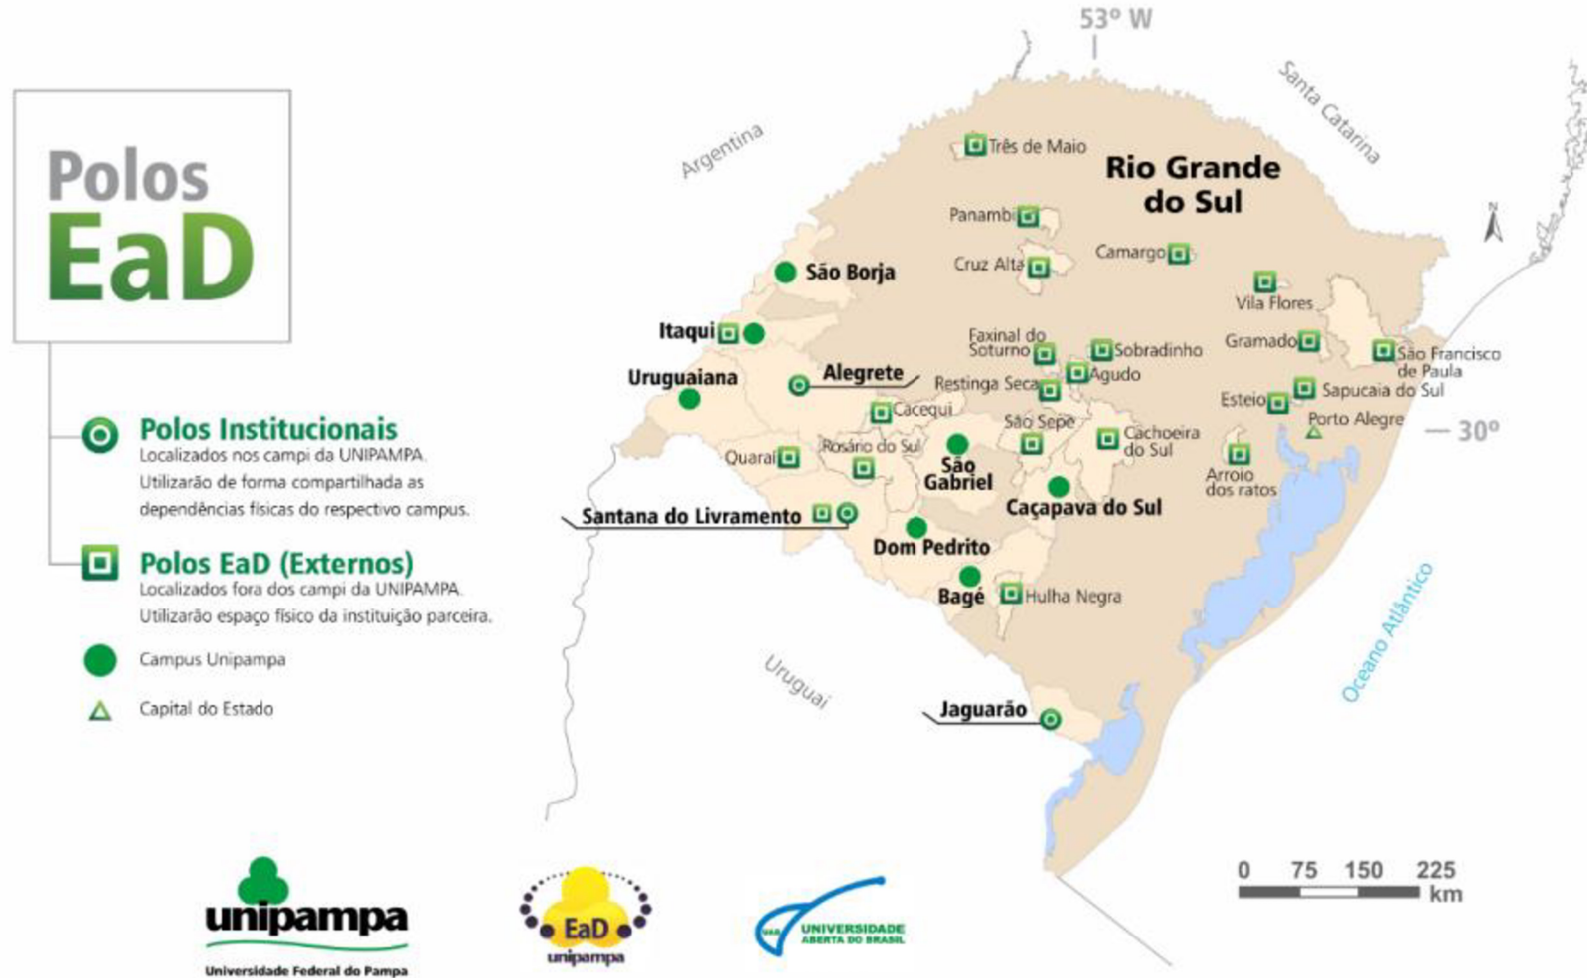 53º W
Santa Catarina
Argentina
Polos
EaD
Três de Maio
Rio Grande
do Sul
Panambi
N
Camargo
Cruz Alta
São Borja
Vila Flores
Itaqui
Faxinal do
Soturno
Sobradinho
Gramado
São Francisco
de Paula
Uruguaiana
Alegrete
Agudo
Restinga Seca
Sapucaia do Sul
Esteio
Cacequi
Porto Alegre
São Sepé
30º
Polos Institucionais
Localizados nos campi da UNIPAMPA.
Utilizarão de forma compartilhada as
dependências físicas do respectivo campus.
Cachoeira
do Sul
Rosário do Sul
Quaraí
São
Gabriel
Arroio
dos ratos
Caçapava do Sul
Santana do Livramento
Dom Pedrito
Polos EaD (Externos)
Localizados fora dos campi da UNIPAMPA.
Utilizarão espaço físico da instituição parceira.
Bagé
Hulha Negra
Oceano Atlântico
Campus Unipampa
Uruguai
Capital do Estado
Jaguarão
0 75 150 225
km
unipampa
Universidade Federal do Pampa
EaD
unipampa
UAB
UNIVERSIDADE
ABERTA DO BRASIL